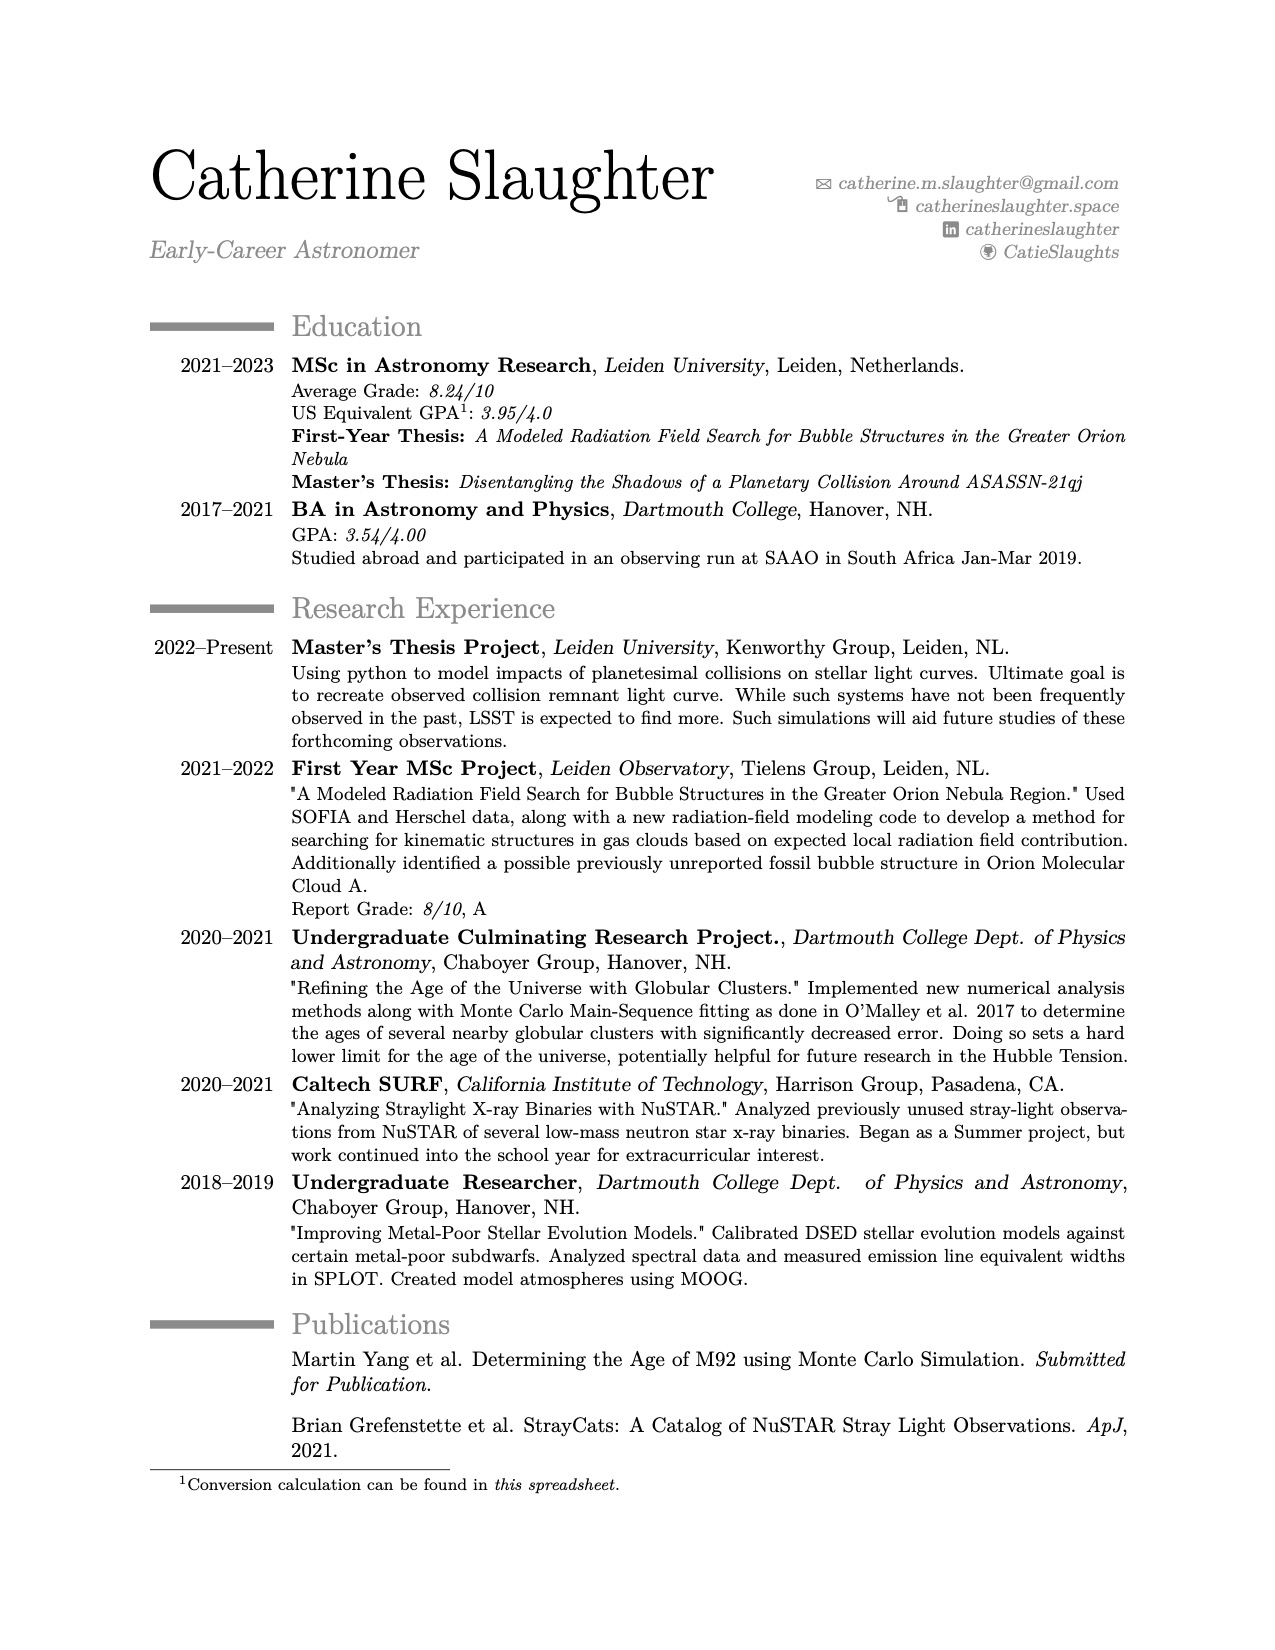 Catherine Slaughter
Early-Career Astronomer
catherine.m.slaughter@gmail.com
catherineslaughter.space
in catherineslaughter
CatieSlaughts
Education
2021–2023 MSc in Astronomy Research, Leiden University, Leiden, Netherlands.
Average Grade: 8.24/10
US Equivalent GPA1: 3.95/4.0
First-Year Thesis: A Modeled Radiation Field Search for Bubble Structures in the Greater Orion
Nebula
Master's Thesis: Disentangling the Shadows of a Planetary Collision Around ASASSN-21qj
2017–2021 BA in Astronomy and Physics, Dartmouth College, Hanover, NH.
GPA: 3.54/4.00
Studied abroad and participated in an observing run at SAAO in South Africa Jan-Mar 2019.
Research Experience
2022–Present Master's Thesis Project, Leiden University, Kenworthy Group, Leiden, NL.
Using python to model impacts of planetesimal collisions on stellar light curves. Ultimate goal is
to recreate observed collision remnant light curve. While such systems have not been frequently
observed in the past, LSST is expected to find more. Such simulations will aid future studies of these
forthcoming observations.
2021–2022 First Year MSc Project, Leiden Observatory, Tielens Group, Leiden, NL.
"A Modeled Radiation Field Search for Bubble Structures in the Greater Orion Nebula Region." Used
SOFIA and Herschel data, along with a new radiation-field modeling code to develop a method for
searching for kinematic structures in gas clouds based on expected local radiation field contribution.
Additionally identified a possible previously unreported fossil bubble structure in Orion Molecular
Cloud A.
Report Grade: 8/10, A
2020–2021 Undergraduate Culminating Research Project., Dartmouth College Dept. of Physics
and Astronomy, Chaboyer Group, Hanover, NH.
"Refining the Age of the Universe with Globular Clusters." Implemented new numerical analysis
methods along with Monte Carlo Main-Sequence fitting as done in O'Malley et al. 2017 to determine
the ages of several nearby globular clusters with significantly decreased error. Doing so sets a hard
lower limit for the age of the universe, potentially helpful for future research in the Hubble Tension.
2020–2021 Caltech SURF, California Institute of Technology, Harrison Group, Pasadena, CA.
"Analyzing Straylight X-ray Binaries with NuSTAR." Analyzed previously unused stray-light observa-
tions from NuSTAR of several low-mass neutron star x-ray binaries. Began as a Summer project, but
work continued into the school year for extracurricular interest.
2018–2019 Undergraduate Researcher, Dartmouth College Dept. of Physics and Astronomy,
Chaboyer Group, Hanover, NH.
"Improving Metal-Poor Stellar Evolution Models." Calibrated DSED stellar evolution models against
certain metal-poor subdwarfs. Analyzed spectral data and measured emission line equivalent widths
in SPLOT. Created model atmospheres using MOOG.
Publications
Martin Yang et al. Determining the Age of M92 using Monte Carlo Simulation. Submitted
for Publication.
Brian Grefenstette et al. StrayCats: A Catalog of NuSTAR Stray Light Observations. ApJ,
2021.
1Conversion calculation can be found in this spreadsheet.